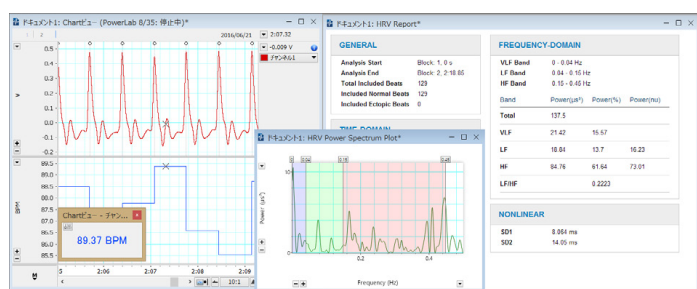 ドキュメント1: Chartビュー (PowerLab 8/35: 停止中)*
2016/06/21
2:07.32
-0.009 V
チャンネル1
V
0.5
0.4
0.3
0.2
0.1
0.0
-0.1
-0.2
BPM
89.5
89.0
88.5
88.0
87.5
87.0
86.5
86.0
85.5
Chartビュー - チャン...
89.37 BPM
5
2:06
2:07
2:08
2:09
10:1
ドキュメント1: HRV Report*
GENERAL
Analysis Start Block: 1, 0 s
Analysis End Block: 2, 2:18.86
Total Included Beats 129
Included Normal Beats 129
Included Ectopic Beats 0
TIME-DOMAIN
FREQUENCY-DOMAIN
VLF Band 0 - 0.04 Hz
LF Band 0.04 - 0.15 Hz
HF Band 0.15 - 0.45 Hz
Band Power(μs²) Power(%) Power(nu)
Total 137.5
VLF 21.42 15.57
LF 18.84 13.7 16.23
HF 84.76 61.64 73.01
LF/HF 0.2223
NONLINEAR
SD1 8.064 ms
SD2 14.05 ms
ドキュメント1: HRV Power Spectrum Plot*
0 0.04 0.15 0.45
Power (μs²)
10
0
0.2
0.4
Frequency (Hz)